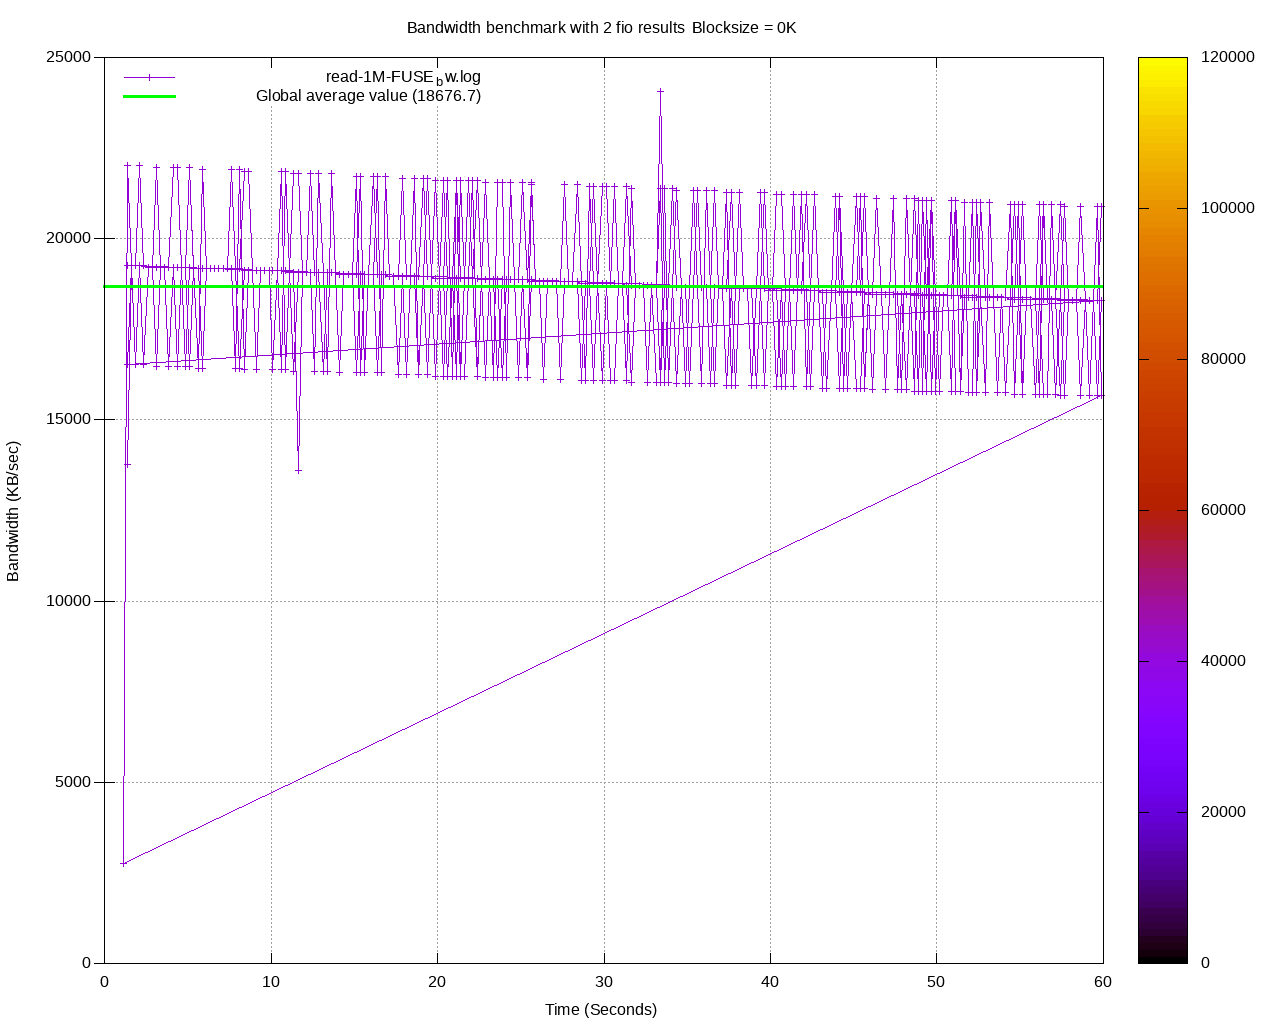 Bandwidth benchmark with 2 fio results Blocksize = 0K
read-1M-FUSE_bw.log
Global average value (18676.7)
25000
20000
15000
10000
5000
0
Bandwidth (KB/sec)
0 10 20 30 40 50 60
Time (Seconds)
120000
100000
80000
60000
40000
20000
0